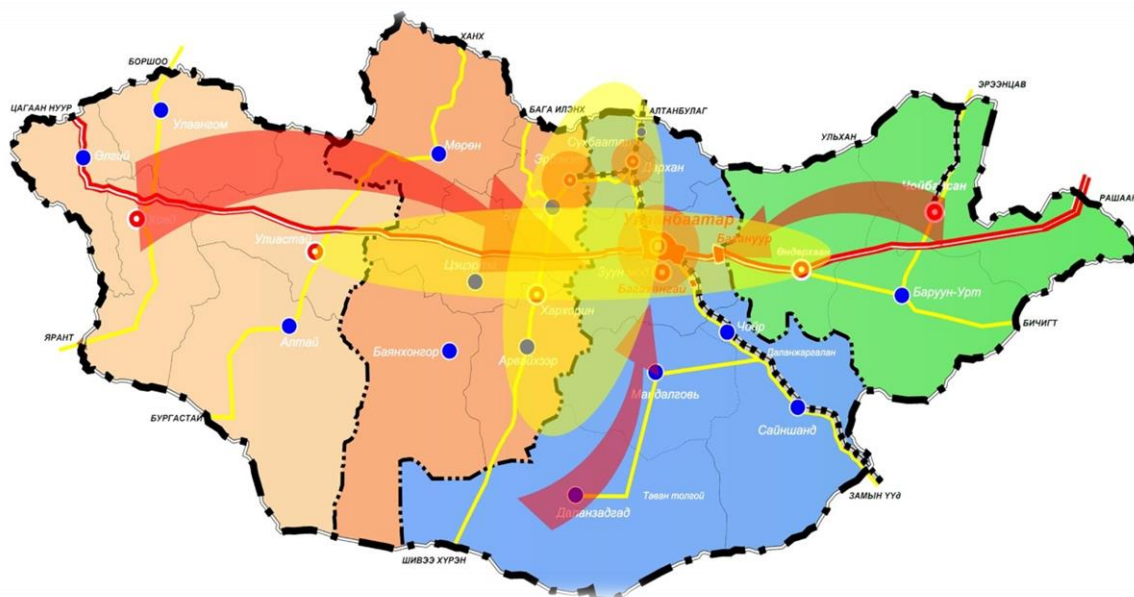 ХАНХ
БОРШОО
ЭРЭЭНЦАВ
ЦАГААН НУУР
БАГА ИЛЭНХ
АЛТАНБУЛАГ
Улаангом
УЛЬХАН
Сүхбаатар
Мөрөн
Дархан
Өлгий
Чойбалсан
РАШААН
Улаанбаатар
Улиастай
Багануур
Өндөрхаан
Зуунмод
Багахангай
Баруун-Урт
Хархорин
БИЧИГТ
Алтай
Чойр
ЯРАНТ
Баянхонгор
Арвайхээр
Даланжаргалан
Мандалговь
БУРГАСТАЙ
Сайншанд
Таван толгой
ЗАМЫН ҮҮД
Даланзадгад
ШИВЭЭ ХҮРЭН